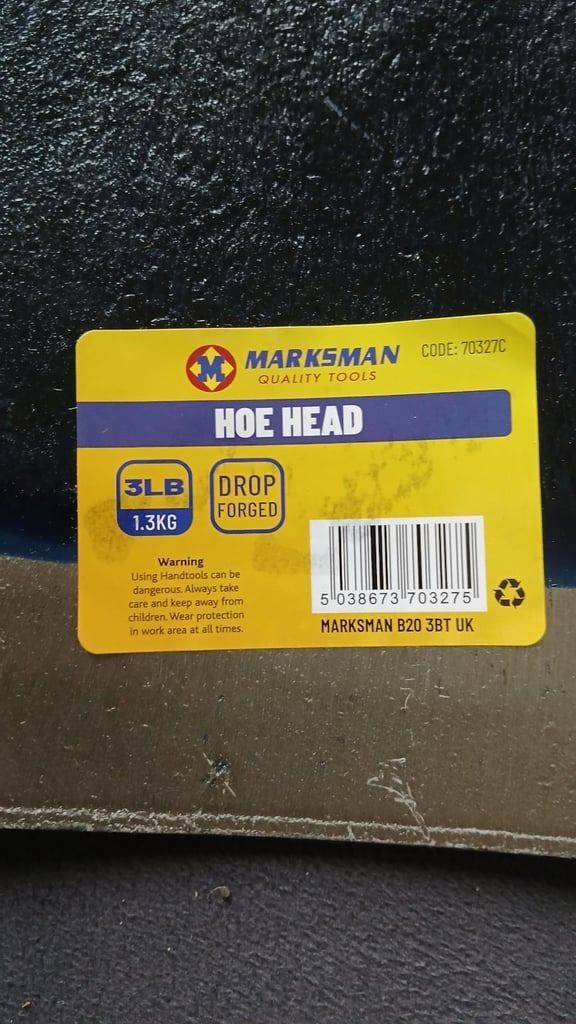 MARKSMAN
QUALITY TOOLS
CODE: 70327C
HOE HEAD
3LB
1.3KG
DROP
FORGED
Warning
Using Handtools can be
dangerous. Always take
care and keep away from
children. Wear protection
in work area at all times.
5 038673 703275
MARKSMAN B20 3BT UK